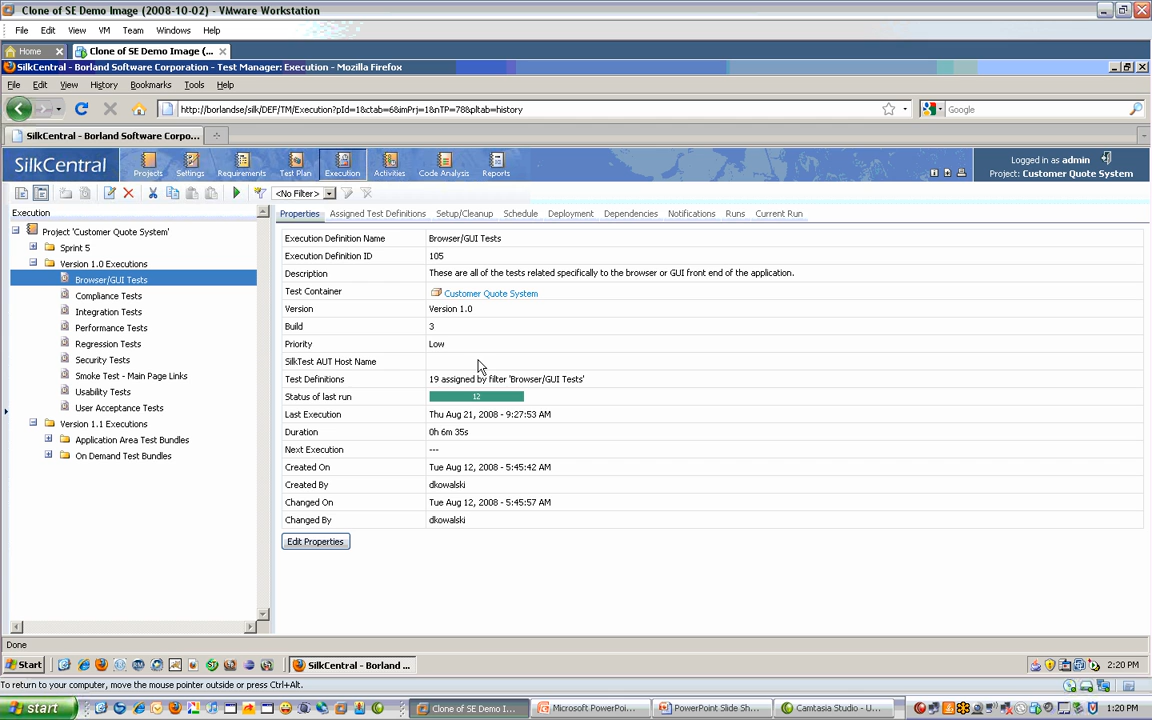 Clone of SE Demo Image (2008-10-02) - VMware Workstation
File Edit View VM Team Windows Help
Home Clone of SE Demo Image (...
SilkCentral - Borland Software Corporation - Test Manager: Execution - Mozilla Firefox
File Edit View History Bookmarks Tools Help
http://borlandse/silk/DEF/TM/Execution?pId=1&ctab=6&imPrj=1&nTP=78&pltab=history
Google
SilkCentral - Borland Software Corpo...
SilkCentral
Projects Settings Requirements Test Plan Execution Activities Code Analysis Reports
Logged in as admin
Project: Customer Quote System
<No Filter>
Execution
Properties Assigned Test Definitions Setup/Cleanup Schedule Deployment Dependencies Notifications Runs Current Run
Project 'Customer Quote System'
Sprint 5
Version 1.0 Executions
Browser/GUI Tests
Compliance Tests
Integration Tests
Performance Tests
Regression Tests
Security Tests
Smoke Test - Main Page Links
Usability Tests
User Acceptance Tests
Version 1.1 Executions
Application Area Test Bundles
On Demand Test Bundles
Execution Definition Name Browser/GUI Tests
Execution Definition ID 105
Description These are all of the tests related specifically to the browser or GUI front end of the application.
Test Container Customer Quote System
Version Version 1.0
Build 3
Priority Low
SilkTest AUT Host Name
Test Definitions 19 assigned by filter 'Browser/GUI Tests'
Status of last run 12
Last Execution Thu Aug 21, 2008 - 9:27:53 AM
Duration 0h 6m 35s
Next Execution ---
Created On Tue Aug 12, 2008 - 5:45:42 AM
Created By dkowalski
Changed On Tue Aug 12, 2008 - 5:45:57 AM
Changed By dkowalski
Edit Properties
Done
Start SilkCentral - Borland ... 2:20 PM
To return to your computer, move the mouse pointer outside or press Ctrl+Alt.
start Clone of SE Demo I... Microsoft PowerPoi... PowerPoint Slide Sh... Camtasia Studio - U... 1:20 PM